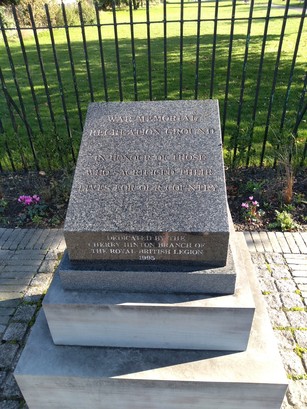 WAR MEMORIAL
RECREATION GROUND
IN HONOUR OF THOSE
WHO SACRIFICED THEIR
LIVES FOR OUR COUNTRY
DEDICATED BY THE
CHERRY HINTON BRANCH OF
THE ROYAL BRITISH LEGION
1995